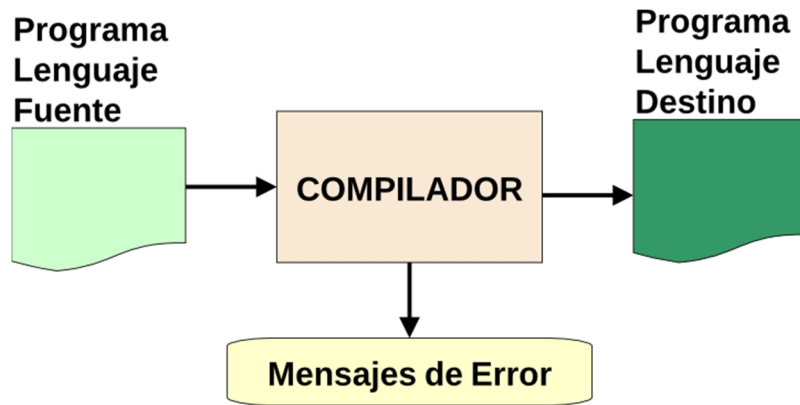 Programa
Lenguaje
Fuente
COMPILADOR
Programa
Lenguaje
Destino
Mensajes de Error